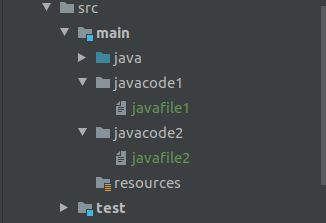 src
main
java
javacode1
javafile1
javacode2
javafile2
resources
test